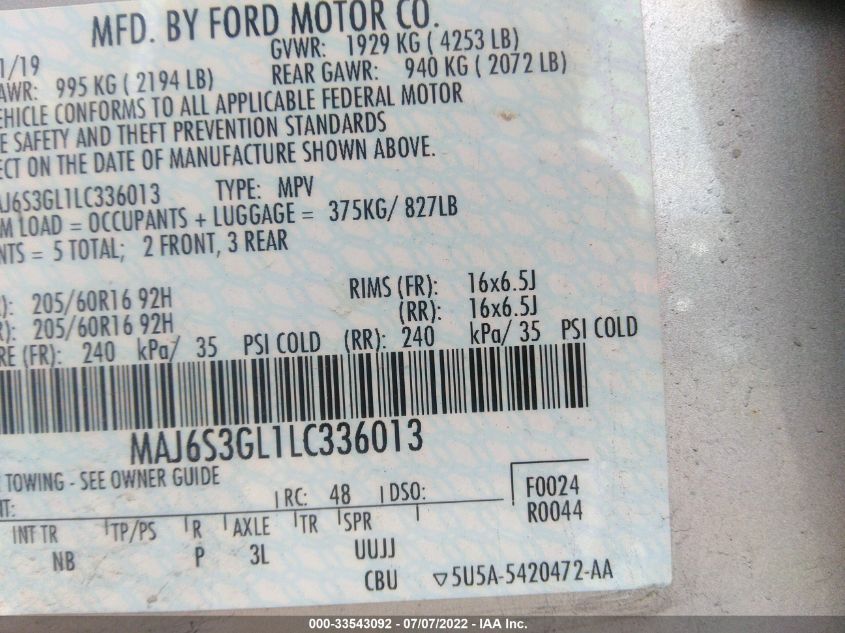 MFD. BY FORD MOTOR CO.
1/19 GVWR: 1929 KG ( 4253 LB)
AWR: 995 KG ( 2194 LB) REAR GAWR: 940 KG ( 2072 LB)
EHICLE CONFORMS TO ALL APPLICABLE FEDERAL MOTOR
E SAFETY AND THEFT PREVENTION STANDARDS
ECT ON THE DATE OF MANUFACTURE SHOWN ABOVE.
AJ6S3GL1LC336013 TYPE: MPV
M LOAD = OCCUPANTS + LUGGAGE = 375KG/ 827LB
NTS = 5 TOTAL; 2 FRONT, 3 REAR
): 205/60R16 92H RIMS (FR): 16x6.5J
): 205/60R16 92H (RR): 16x6.5J
RE (FR): 240 kPa/ 35 PSI COLD (RR): 240 kPa/ 35 PSI COLD
MAJ6S3GL1LC336013
TOWING - SEE OWNER GUIDE
NT: RC: 48 DSO: F0024
R0044
INT TR TP/PS R AXLE TR SPR
NB P 3L UUJJ
CBU ▽5U5A-5420472-AA
000-33543092 - 07/07/2022 - IAA Inc.